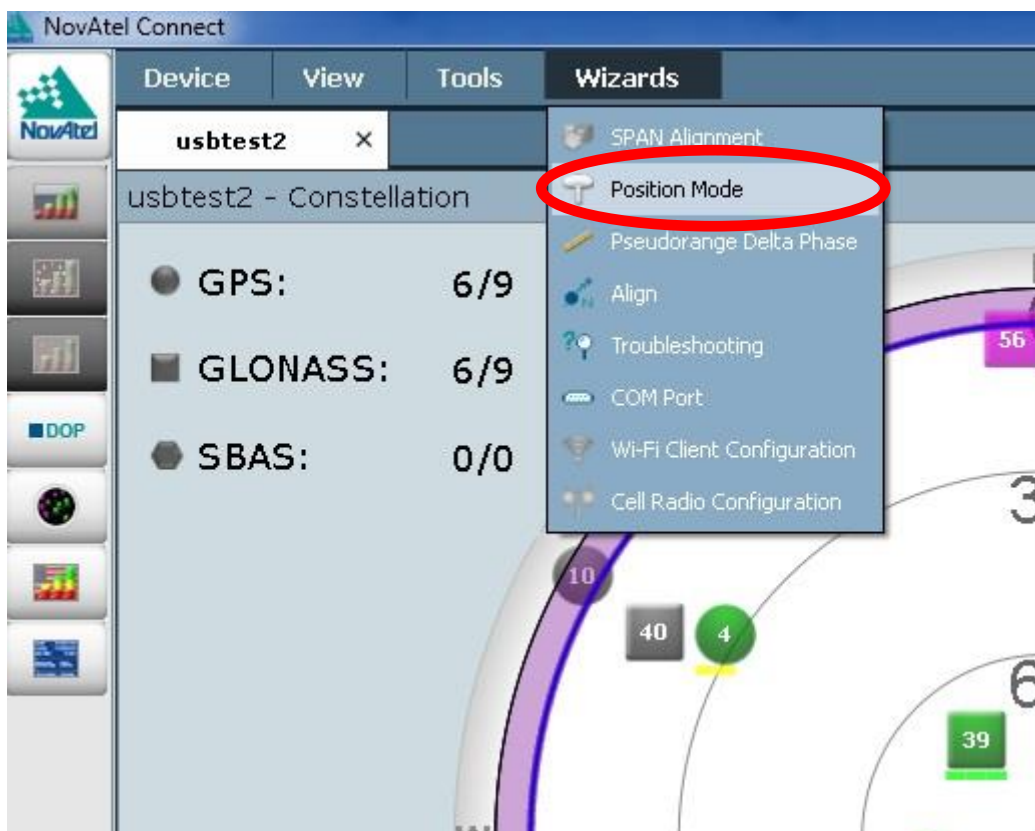 NovAtel Connect
Device View Tools Wizards
NovAtel
usbtest2 ×
usbtest2 - Constellation
SPAN Alignment
Position Mode
Pseudorange Delta Phase
Align
Troubleshooting
COM Port
Wi-Fi Client Configuration
Cell Radio Configuration
GPS: 6/9
GLONASS: 6/9
SBAS: 0/0
DOP
56
3
10
40
4
6
39